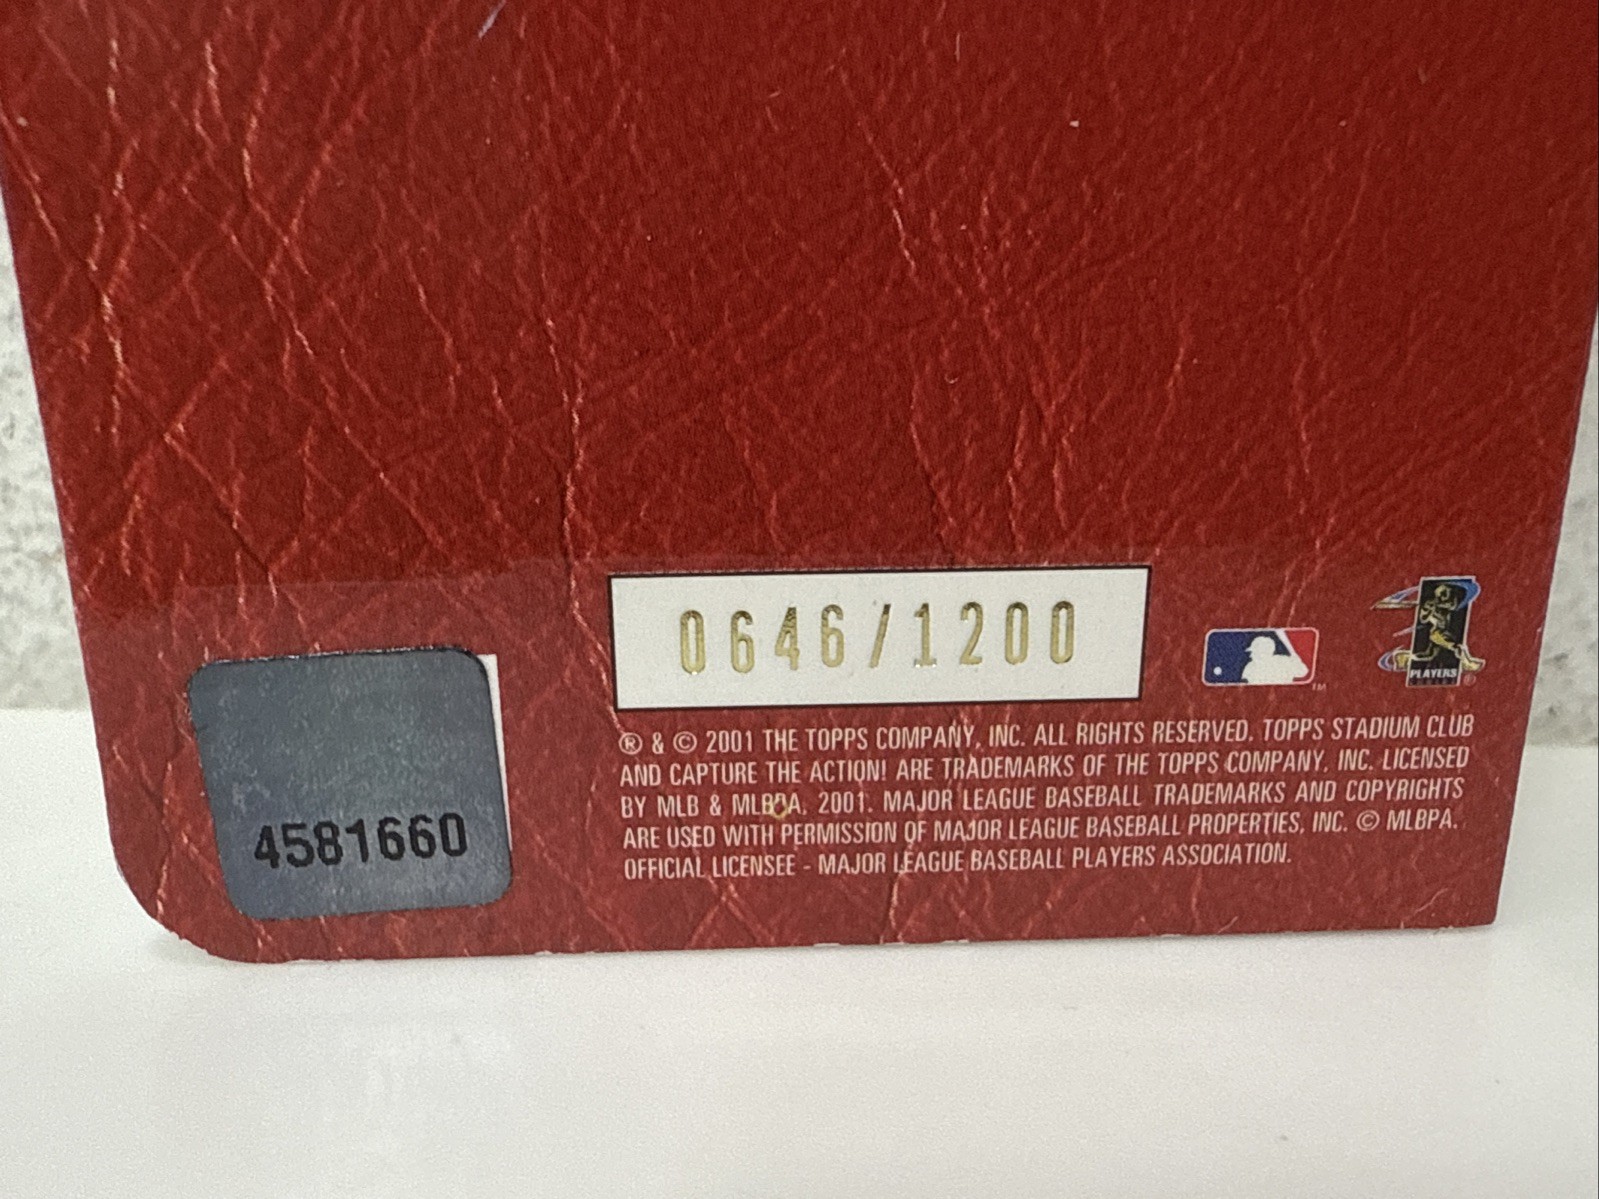 0646/1200
TM
PLAYERS
®
® & © 2001 THE TOPPS COMPANY, INC. ALL RIGHTS RESERVED. TOPPS STADIUM CLUB
AND CAPTURE THE ACTION! ARE TRADEMARKS OF THE TOPPS COMPANY, INC. LICENSED
BY MLB & MLBPA, 2001. MAJOR LEAGUE BASEBALL TRADEMARKS AND COPYRIGHTS
ARE USED WITH PERMISSION OF MAJOR LEAGUE BASEBALL PROPERTIES, INC. © MLBPA.
OFFICIAL LICENSEE - MAJOR LEAGUE BASEBALL PLAYERS ASSOCIATION.
4581660